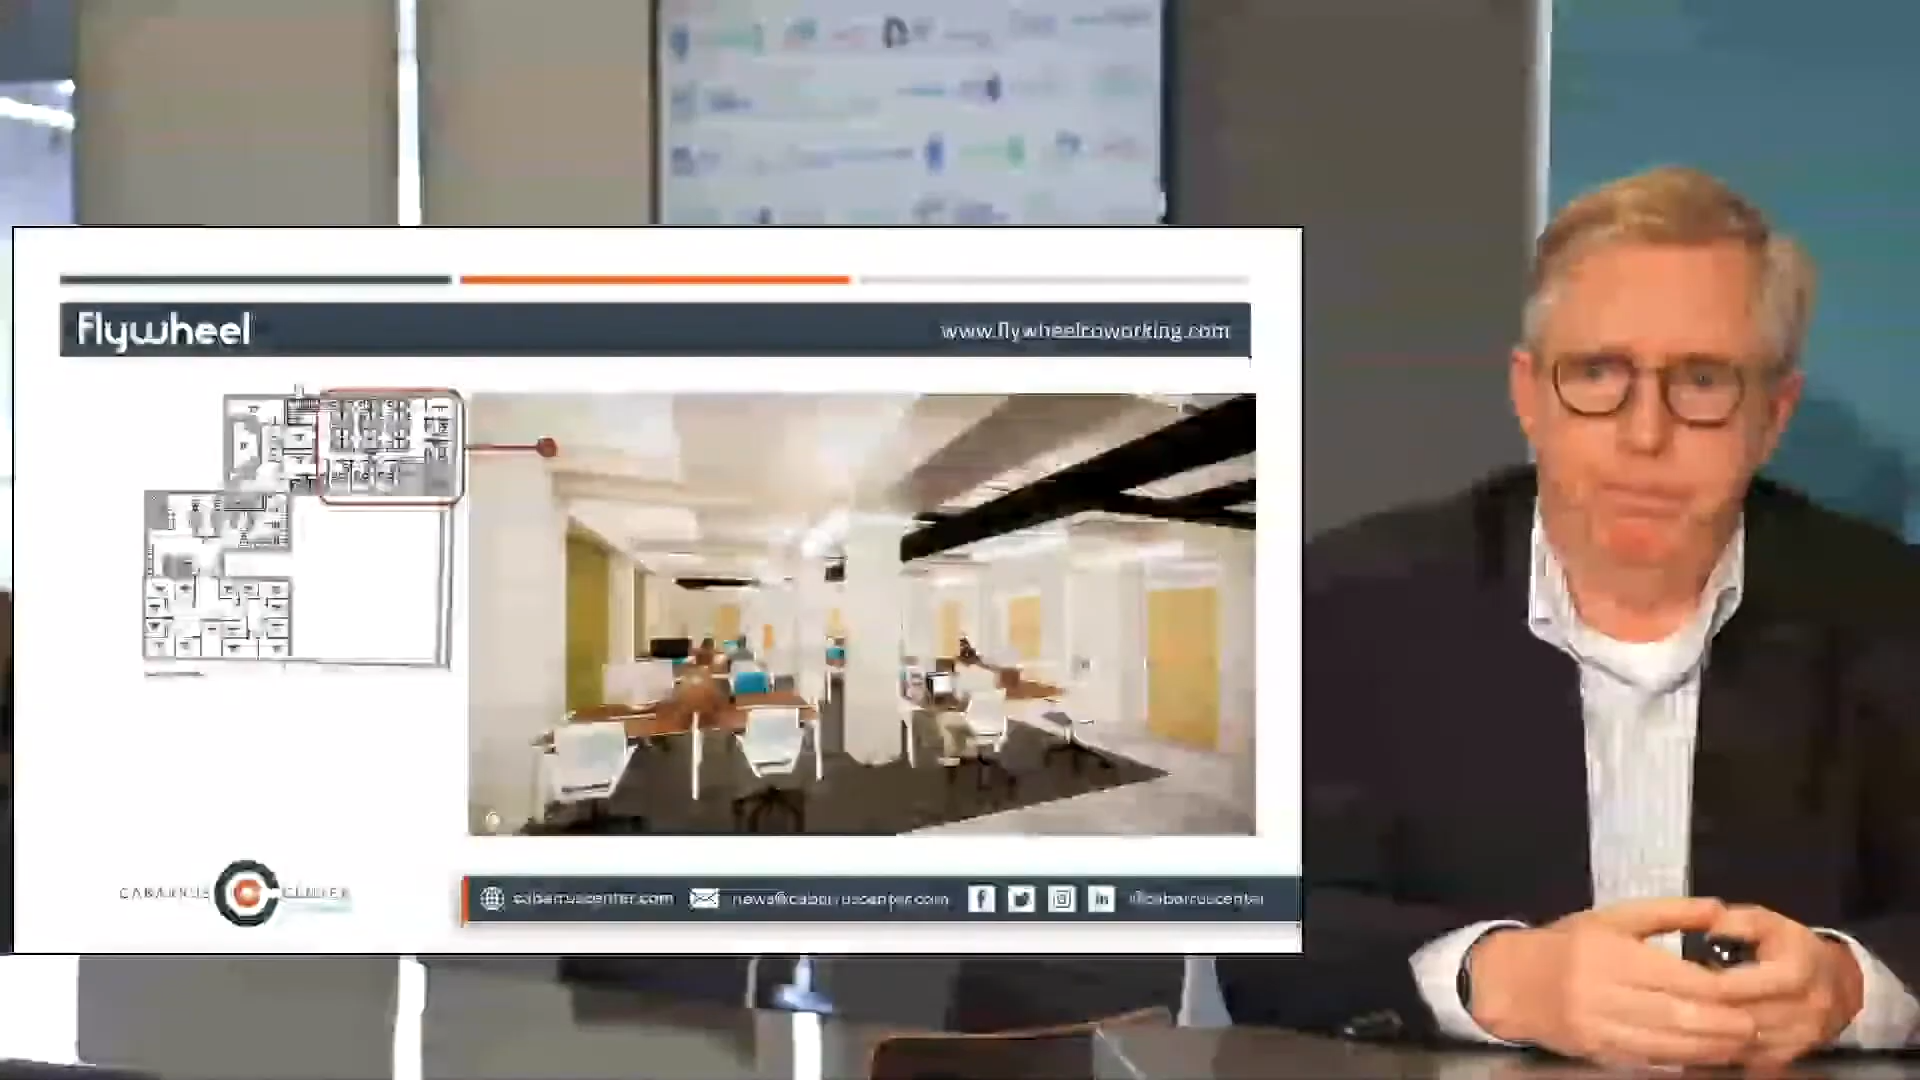 Flywheel
www.flywheelcoworking.com
CABARRUS CENTER
cabarruscenter.com news@cabarruscenter.com @cabarruscenter